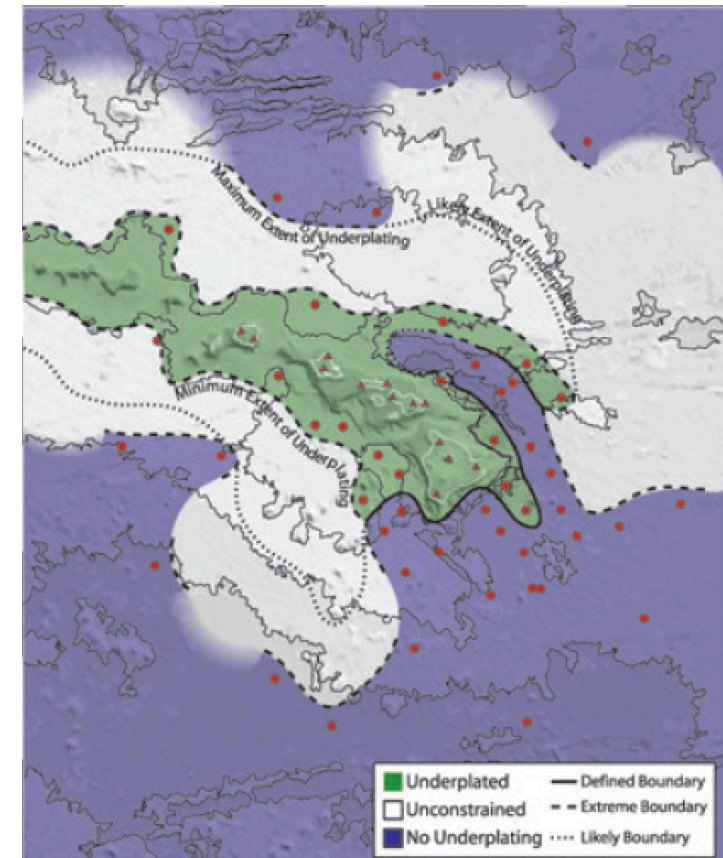 Maximum Extent of Underplating
Likely Extent of Underplating
Minimum Extent of Underplating
Underplated
Unconstrained
No Underplating
Defined Boundary
Extreme Boundary
Likely Boundary